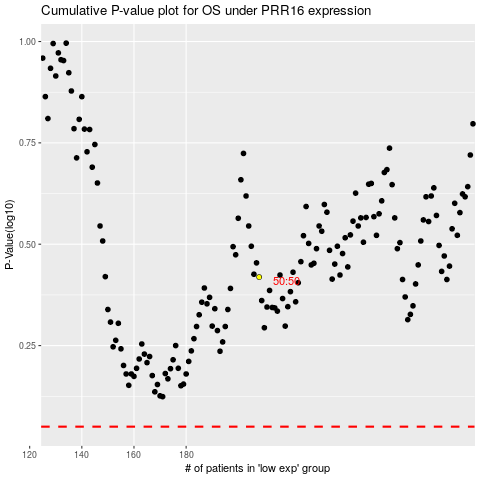 Cumulative P-value plot for OS under PRR16 expression
P-Value(log10)
1.00
0.75
0.50
0.25
50:50
120 140 160 180
# of patients in 'low exp' group